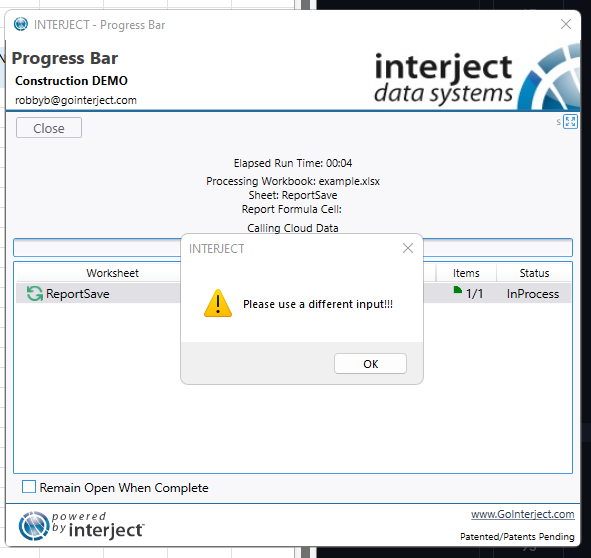 INTERJECT - Progress Bar
Progress Bar
Construction DEMO
robbyb@gointerject.com
interject
data systems
Close
s
Elapsed Run Time: 00:04
Processing Workbook: example.xlsx
Sheet: ReportSave
Report Formula Cell:
Calling Cloud Data
INTERJECT
Please use a different input!!!
OK
Worksheet Items Status
ReportSave 1/1 InProcess
Remain Open When Complete
powered
by interject
www.GoInterject.com
Patented/Patents Pending